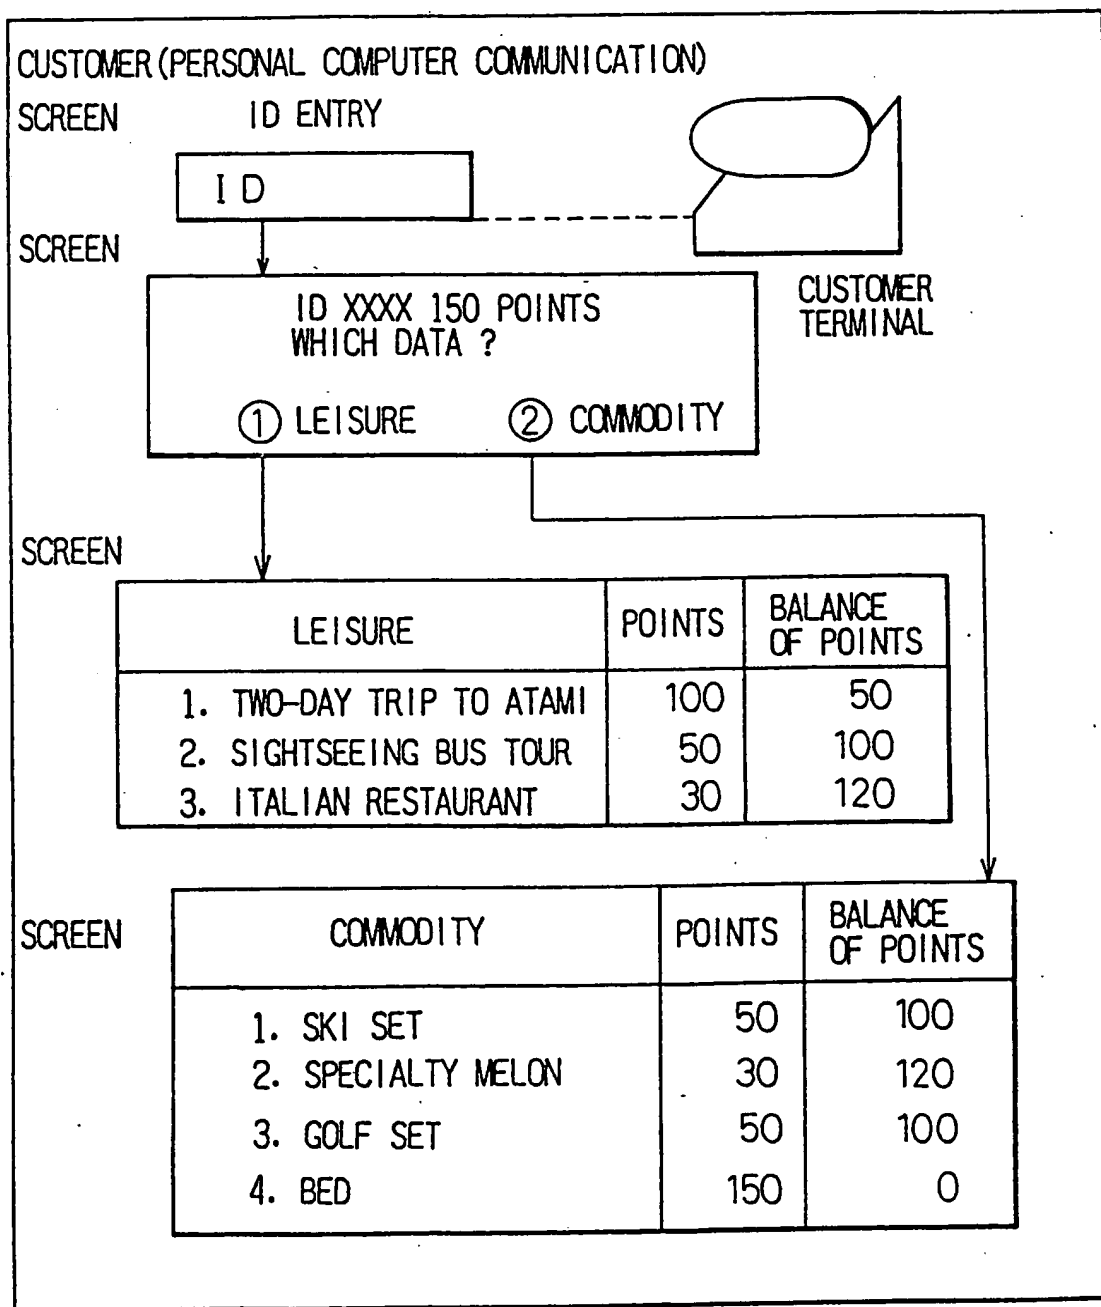 CUSTOMER(PERSONAL COMPUTER COMMUNICATION)
SCREEN ID ENTRY
ID
SCREEN
ID XXXX 150 POINTS
WHICH DATA ?
① LEISURE ② COMMODITY
CUSTOMER
TERMINAL
SCREEN
LEISURE POINTS BALANCE OF POINTS
1. TWO-DAY TRIP TO ATAMI 100 50
2. SIGHTSEEING BUS TOUR 50 100
3. ITALIAN RESTAURANT 30 120
SCREEN
COMMODITY POINTS BALANCE OF POINTS
1. SKI SET 50 100
2. SPECIALTY MELON 30 120
3. GOLF SET 50 100
4. BED 150 0